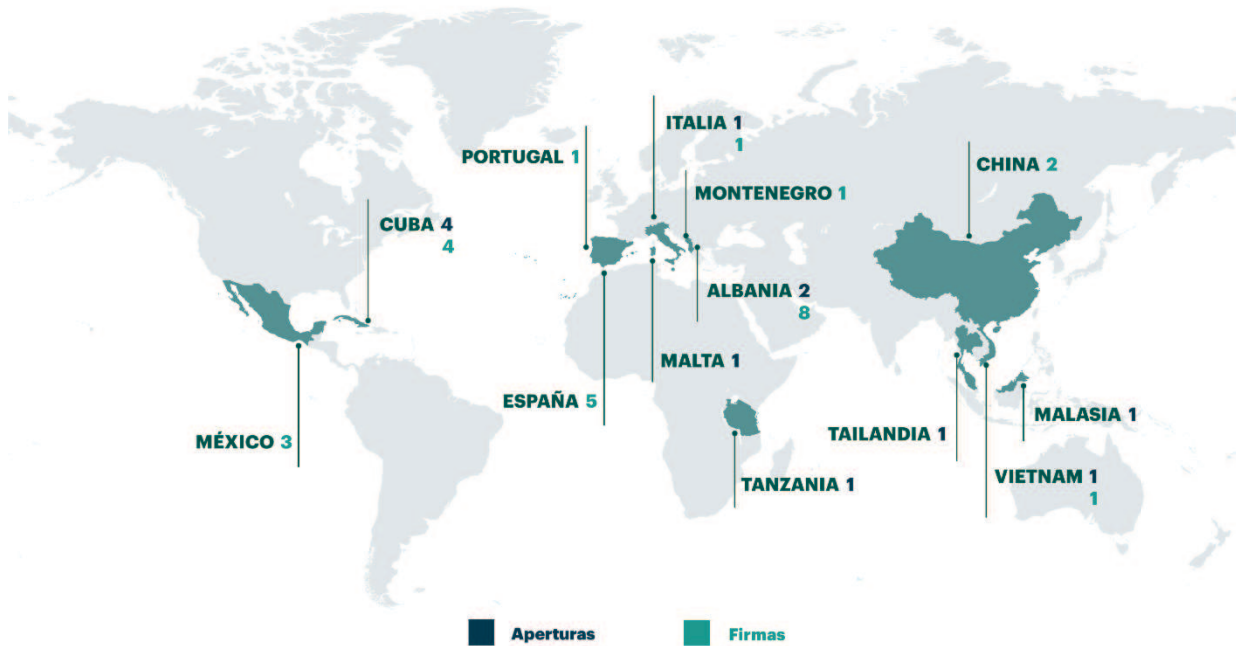 ITALIA 1
1
PORTUGAL 1
CHINA 2
MONTENEGRO 1
CUBA 4
4
ALBANIA 2
8
MALTA 1
ESPAÑA 5
MALASIA 1
TAILANDIA 1
MÉXICO 3
VIETNAM 1
1
TANZANIA 1
Aperturas
Firmas